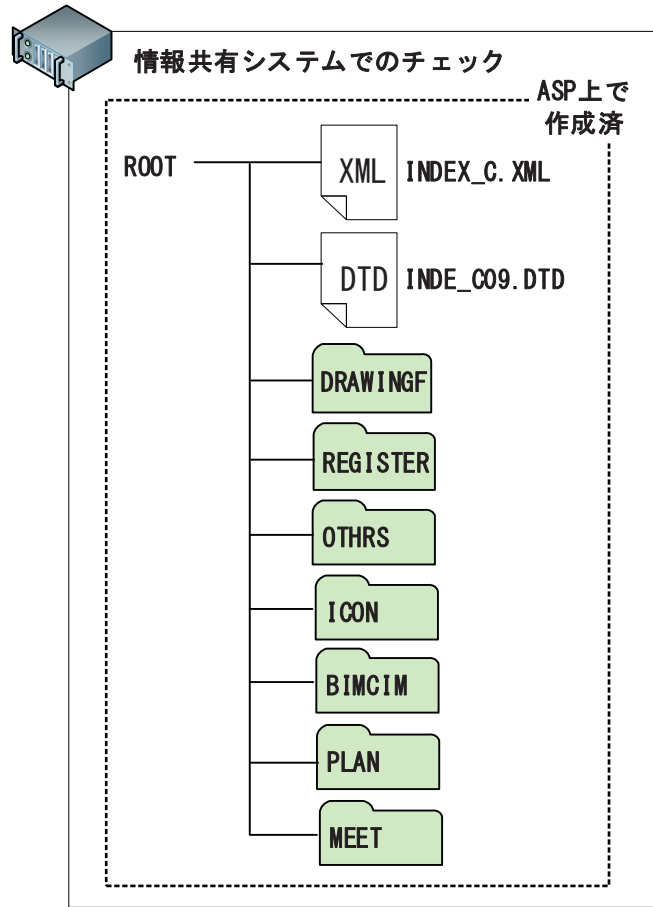 情報共有システムでのチェック
ASP上で
作成済
ROOT
XML
INDEX_C.XML
DTD
INDE_C09.DTD
DRAWINGF
REGISTER
OTHRS
ICON
BIMCIM
PLAN
MEET